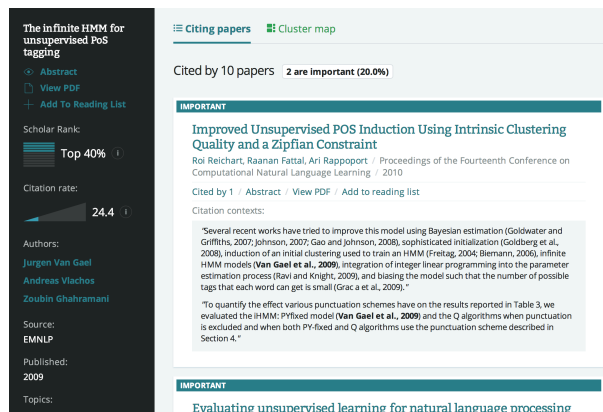 The infinite HMM for
unsupervised PoS
tagging
Abstract
View PDF
Add To Reading List
Scholar Rank:
Top 40%
Citation rate:
24.4
Authors:
Jurgen Van Gael
Andreas Vlachos
Zoubin Ghahramani
Source:
EMNLP
Published:
2009
Topics:
Citing papers
Cluster map
Cited by 10 papers 2 are important (20.0%)
IMPORTANT
Improved Unsupervised POS Induction Using Intrinsic Clustering
Quality and a Zipfian Constraint
Roi Reichart, Raanan Fattal, Ari Rappoport / Proceedings of the Fourteenth Conference on
Computational Natural Language Learning / 2010
Cited by 1 / Abstract / View PDF / Add to reading list
Citation contexts:
"Several recent works have tried to improve this model using Bayesian estimation (Goldwater and
Griffiths, 2007; Johnson, 2007; Gao and Johnson, 2008), sophisticated initialization (Goldberg et al.,
2008), induction of an initial clustering used to train an HMM (Freitag, 2004; Biemann, 2006), infinite
HMM models (Van Gael et al., 2009), integration of integer linear programming into the parameter
estimation process (Ravi and Knight, 2009), and biasing the model such that the number of possible
tags that each word can get is small (Grac a et al., 2009)."
"To quantify the effect various punctuation schemes have on the results reported in Table 3, we
evaluated the iHMM: PYfixed model (Van Gael et al., 2009) and the Q algorithms when punctuation
is excluded and when both PY-fixed and Q algorithms use the punctuation scheme described in
Section 4."
IMPORTANT
Evaluating unsupervised learning for natural language processing